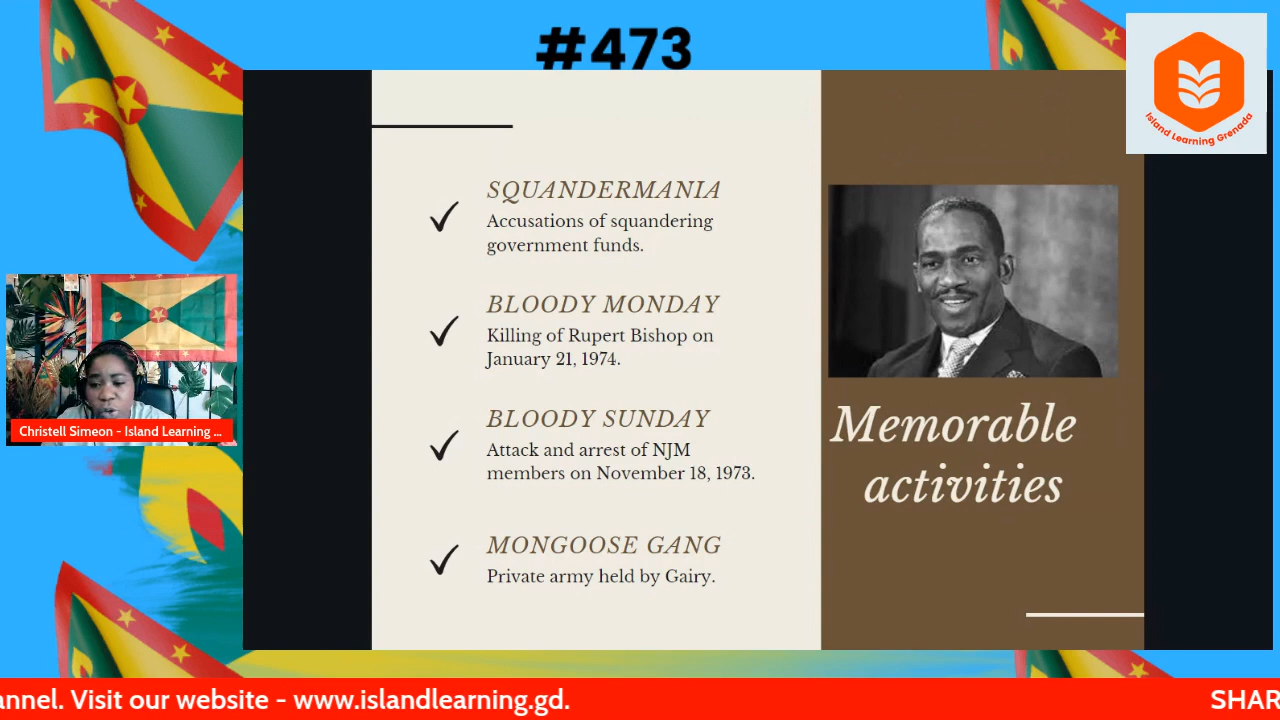 #473
Island Learning Grenada
SQUANDERMANIA
Accusations of squandering
government funds.
BLOODY MONDAY
Killing of Rupert Bishop on
January 21, 1974.
BLOODY SUNDAY
Attack and arrest of NJM
members on November 18, 1973.
MONGOOSE GANG
Private army held by Gairy.
Memorable
activities
Christell Simeon - Island Learning ...
annel. Visit our website - www.islandlearning.gd.
SHAR